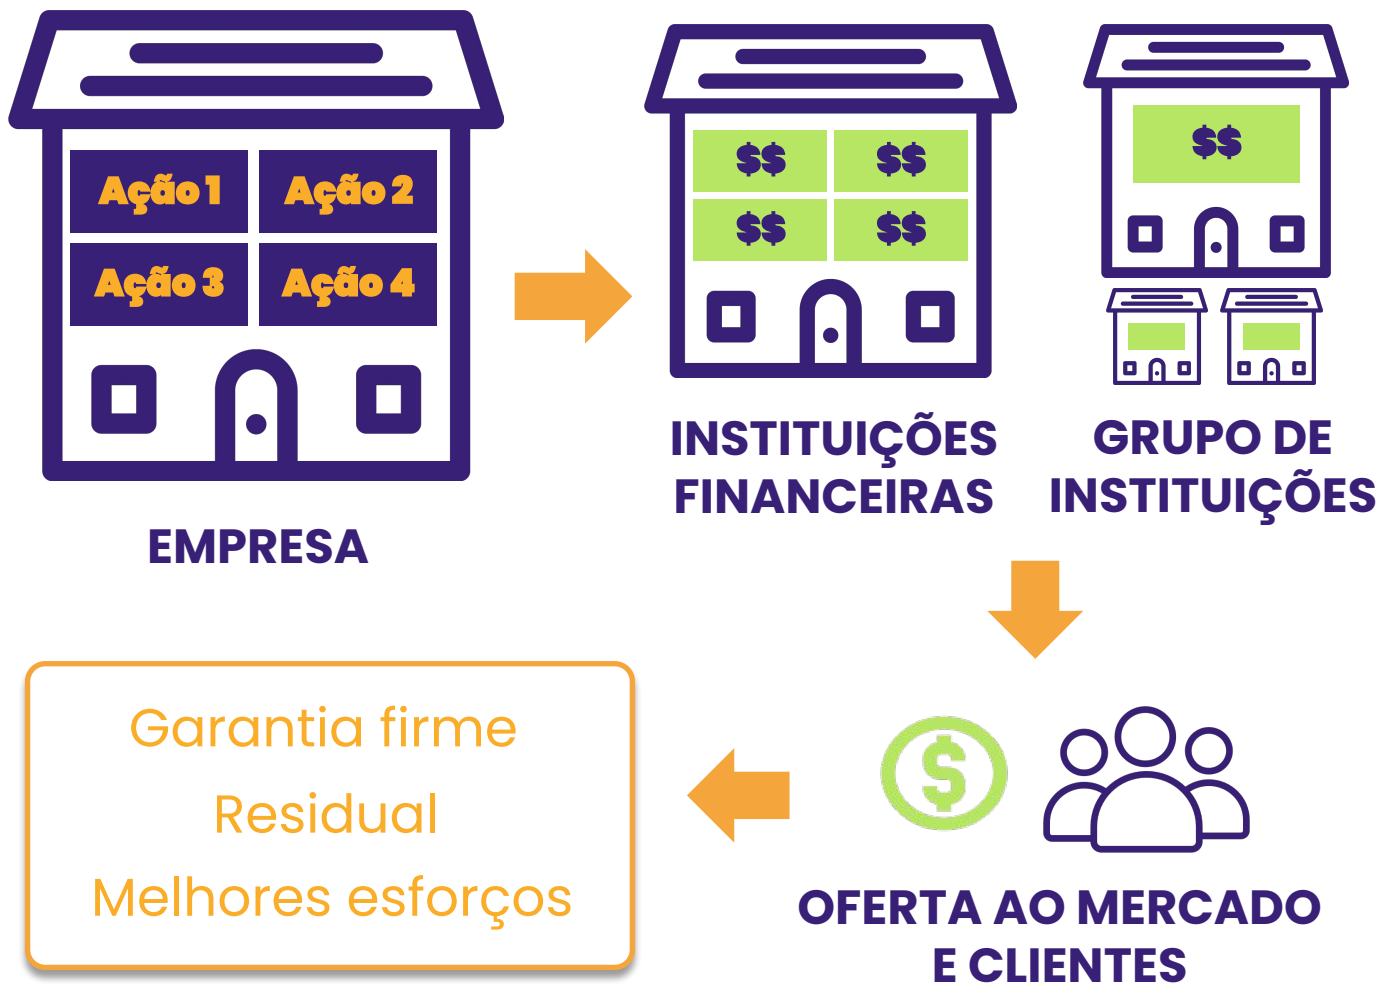 Ação 1
Ação 2
Ação 3
Ação 4
EMPRESA
$$
$$
$$
$$
INSTITUIÇÕES
FINANCEIRAS
$$
GRUPO DE
INSTITUIÇÕES
$
OFERTA AO MERCADO
E CLIENTES
Garantia firme
Residual
Melhores esforços